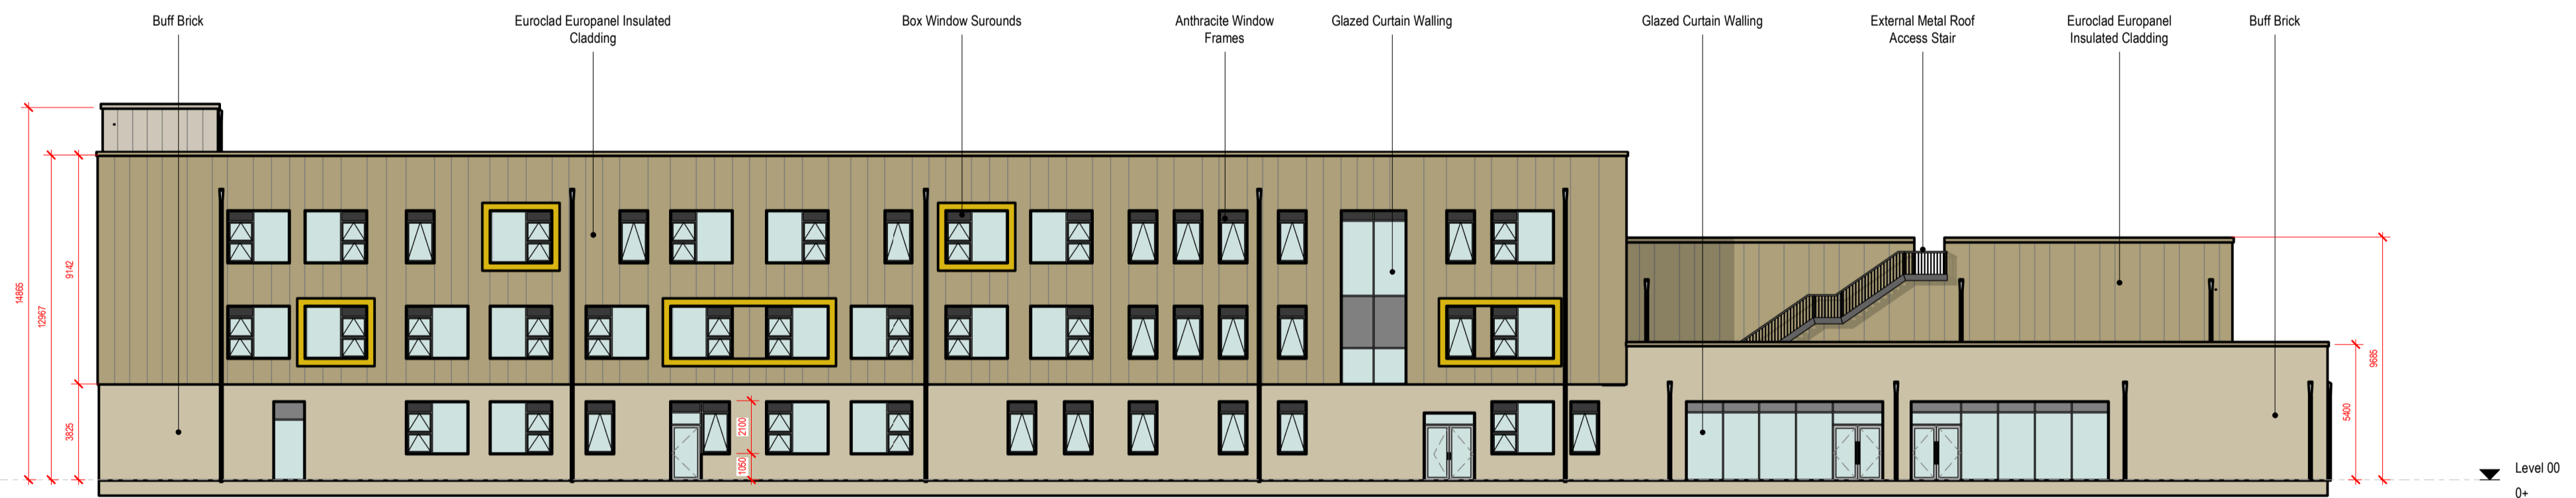 Buff Brick
Euroclad Europanel Insulated
Cladding
Box Window Surounds
Anthracite Window
Frames
Glazed Curtain Walling
Glazed Curtain Walling
External Metal Roof
Access Stair
Euroclad Europanel
Insulated Cladding
Buff Brick
14865
12967
9142
3825
2100
1050
5400
9685
Level 00
0+